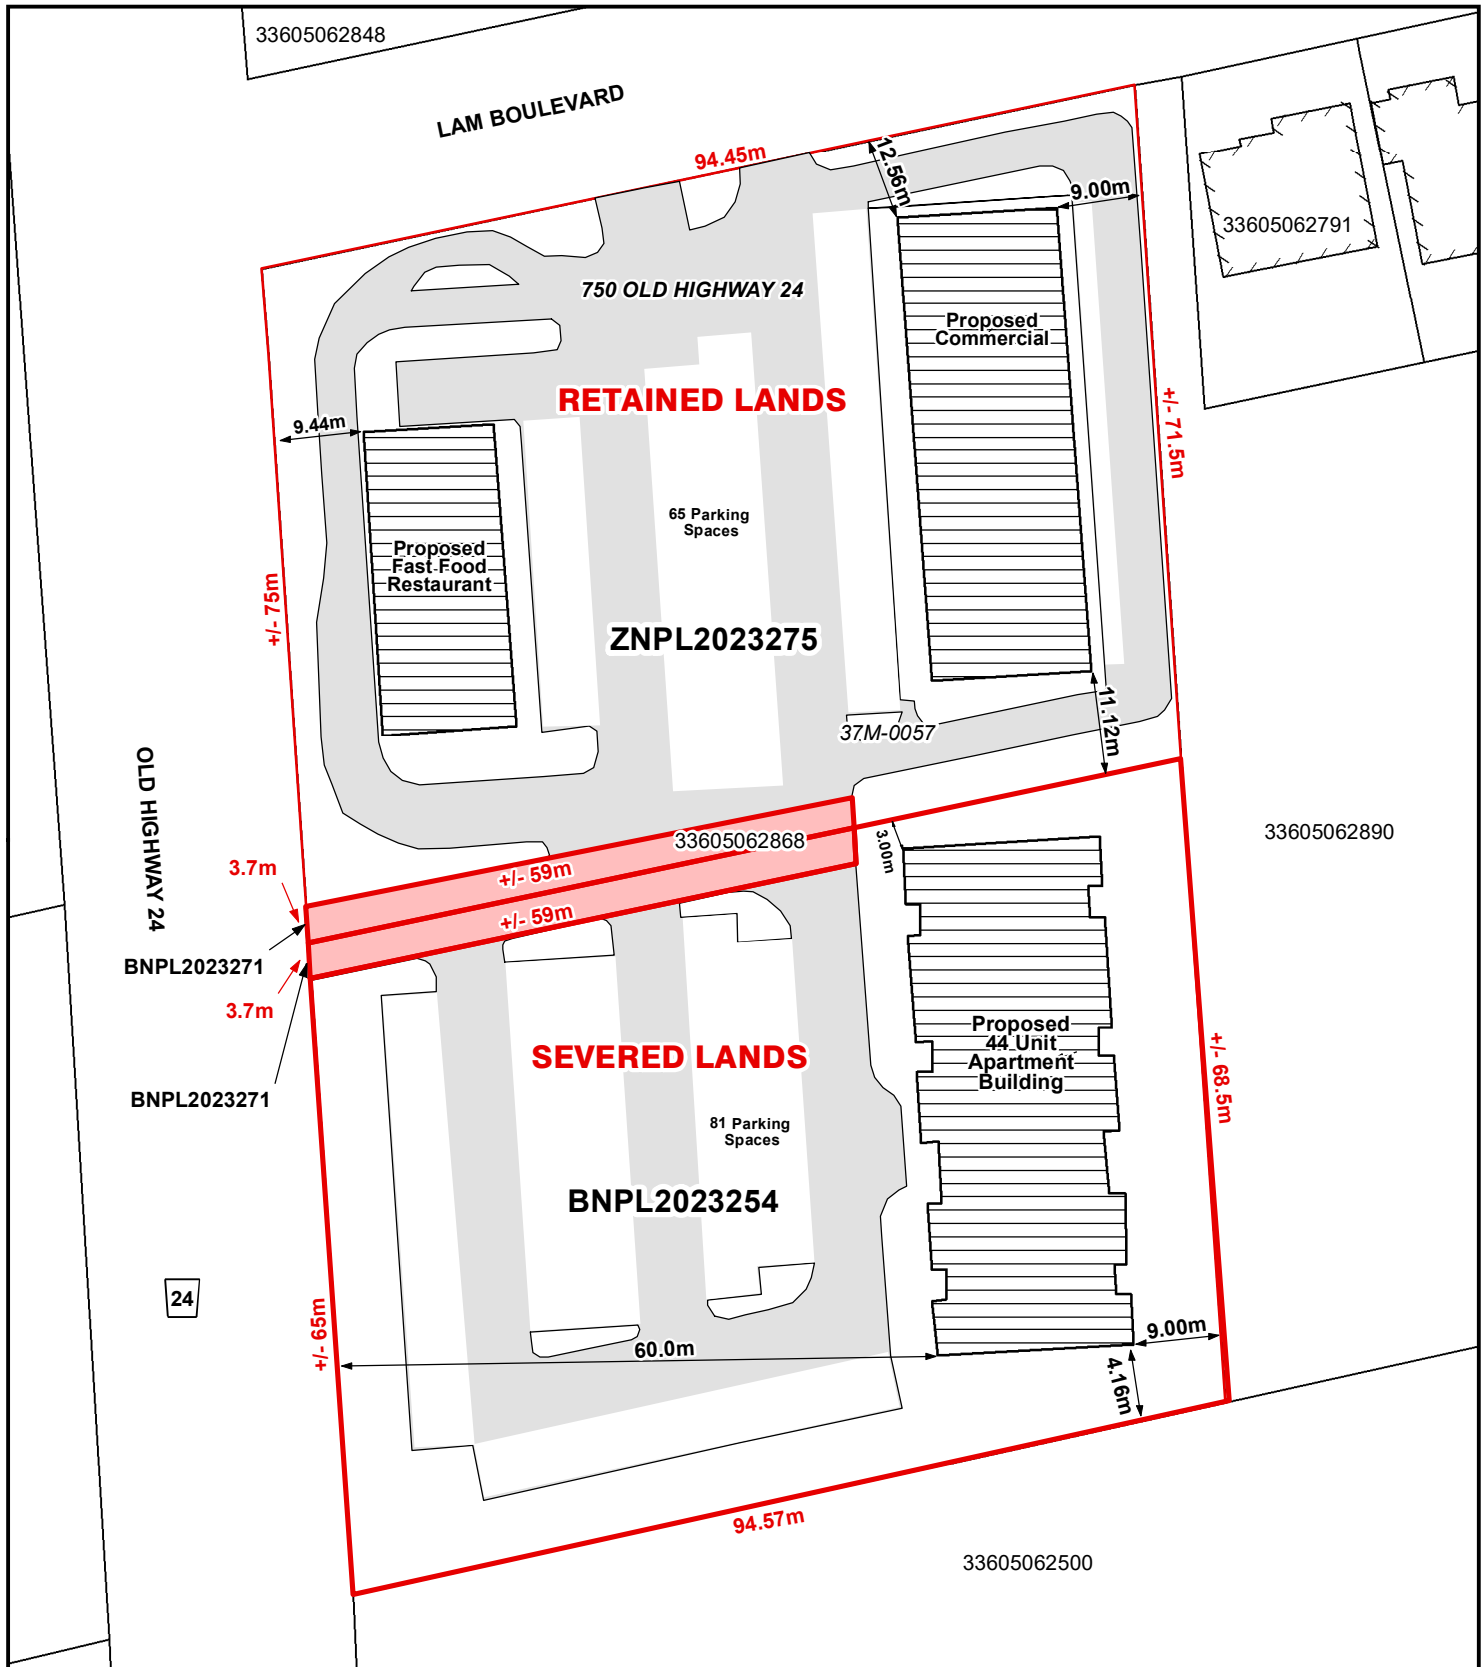 33605062848
LAM BOULEVARD
94.45m
12.56m
9.00m
33605062791
750 OLD HIGHWAY 24
Proposed
Commercial
RETAINED LANDS
+/- 71.5m
9.44m
65 Parking
Spaces
Proposed
Fast Food
Restaurant
+/- 75m
ZNPL2023275
11.12m
37M-0057
OLD HIGHWAY 24
33605062868
3.00m
33605062890
3.7m
+/- 59m
+/- 59m
BNPL2023271
3.7m
Proposed
44 Unit
Apartment
Building
SEVERED LANDS
+/- 68.5m
BNPL2023271
81 Parking
Spaces
BNPL2023254
24
+/- 65m
60.0m
9.00m
4.16m
94.57m
33605062500